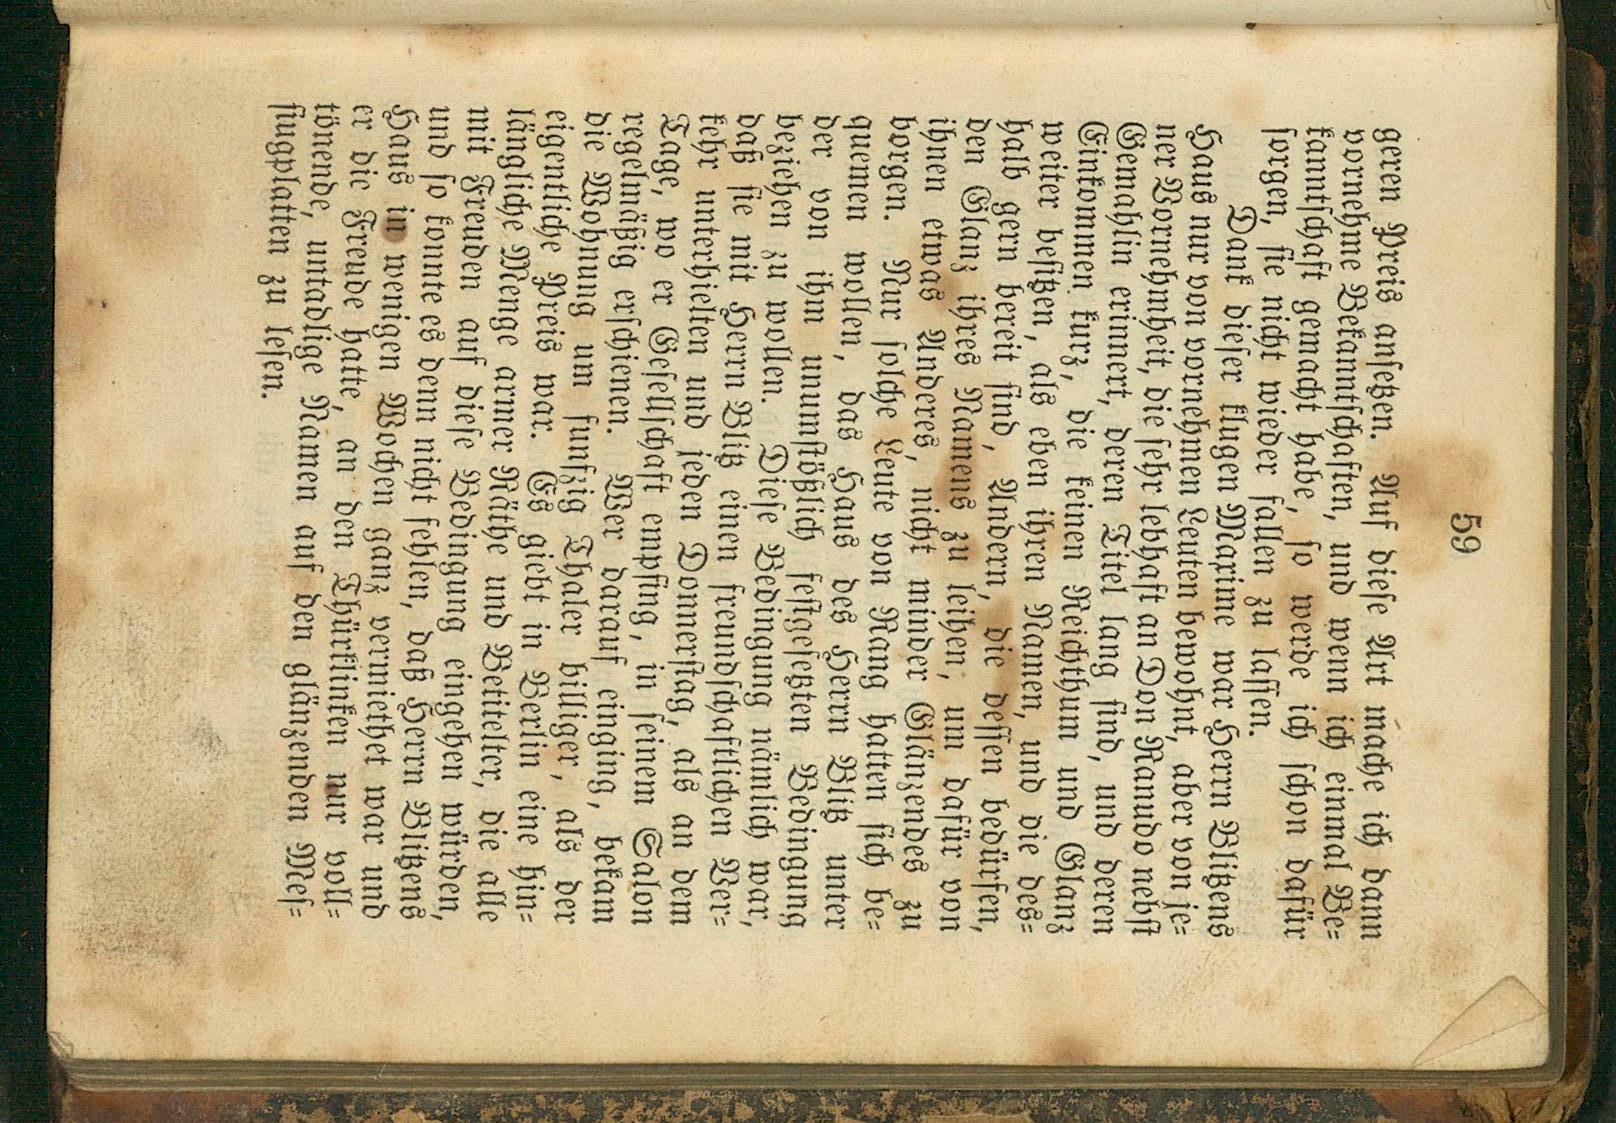 59
geren Preis anſetzen. Auf dieſe Art mache ich dann
vornehme Bekanntſchaften, und wenn ich einmal Be=
kanntſchaft gemacht habe, ſo werde ich ſchon dafür
ſorgen, ſie nicht wieder fallen zu laſſen.
Dank dieſer klugen Maxime war Herrn Blitzens
Haus nur von vornehmen Leuten bewohnt, aber von je=
ner Vornehmheit, die ſehr lebhaft an Don Ranudo nebſt
Gemahlin erinnert, deren Titel lang ſind, und deren
Einkommen kurz, die keinen Reichthum und Glanz
weiter beſitzen, als eben ihren Namen, und die des=
halb gern bereit ſind, Andern, die deſſen bedürfen,
den Glanz ihres Namens zu leihen, um dafür von
ihnen etwas Anderes, nicht minder Glänzendes zu
borgen. Nur ſolche Leute von Rang hatten ſich be=
quemen wollen, das Haus des Herrn Blitz unter
der von ihm unumſtößlich feſtgeſetzten Bedingung
beziehen zu wollen. Dieſe Bedingung nämlich war,
daß ſie mit Herrn Blitz einen freundſchaftlichen Ver=
kehr unterhielten und jeden Donnerſtag, als an dem
Tage, wo er Geſellſchaft empfing, in ſeinem Salon
regelmäßig erſchienen. Wer darauf einging, bekam
die Wohnung um funfzig Thaler billiger, als der
eigentliche Preis war. Es giebt in Berlin eine hin=
längliche Menge armer Räthe und Betitelter, die alle
mit Freuden auf dieſe Bedingung eingehen würden,
und ſo konnte es denn nicht fehlen, daß Herrn Blitzens
Haus in wenigen Wochen ganz vermiethet war und
er die Freude hatte, an den Thürklinken nur voll=
tönende, untadlige Namen auf den glänzenden Meſ=
ſingplatten zu leſen.